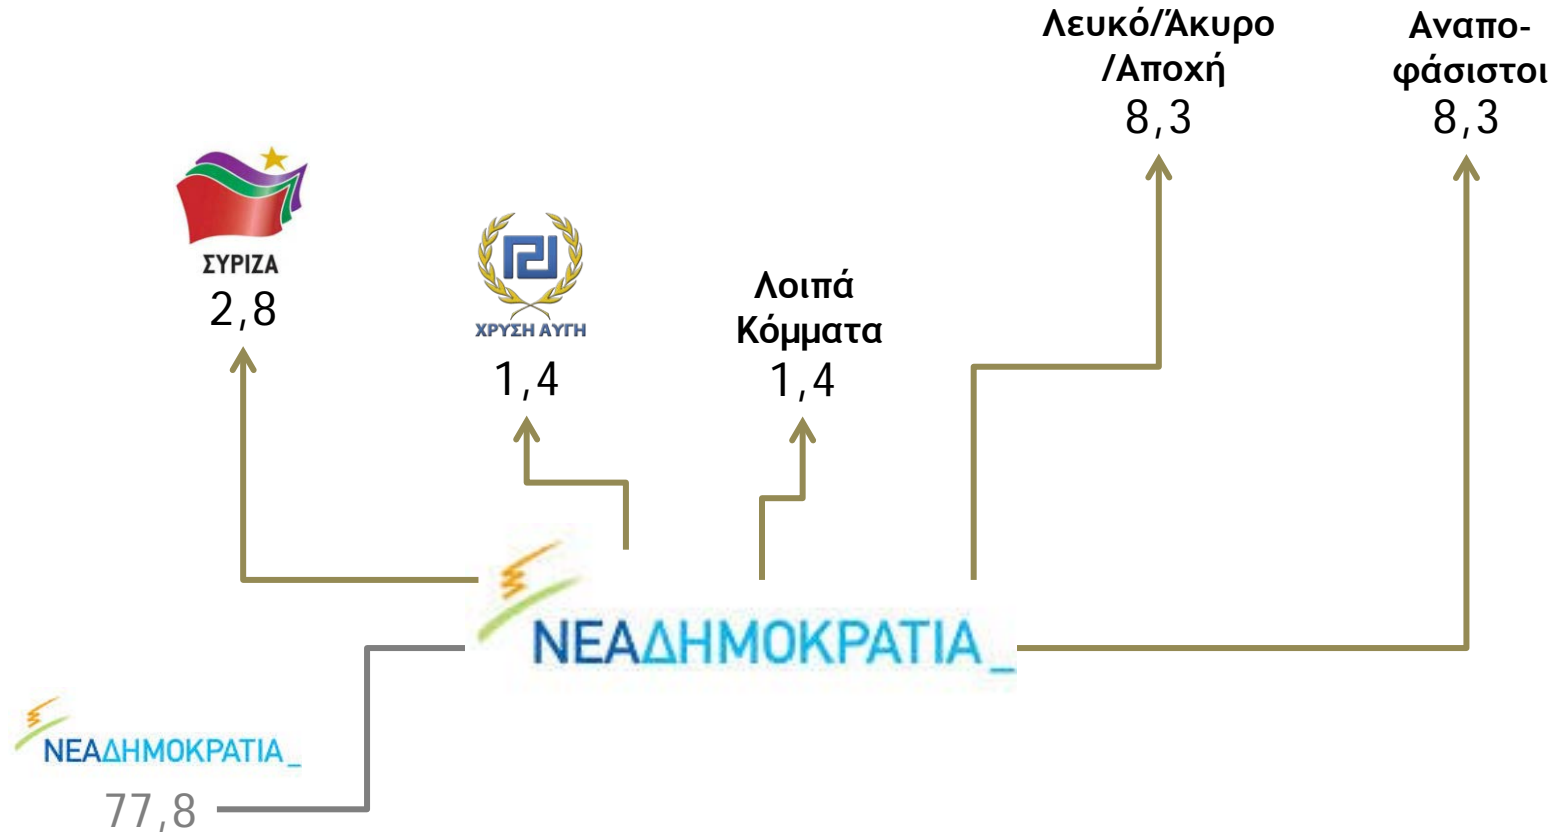 Λευκό/Άκυρο
/Αποχή
8,3
Αναπο-
φάσιστοι
8,3
ΣΥΡΙΖΑ
2,8
ΧΡΥΣΗ ΑΥΓΗ
1,4
Λοιπά
Κόμματα
1,4
ΝΕΑΔΗΜΟΚΡΑΤΙΑ_
ΝΕΑΔΗΜΟΚΡΑΤΙΑ_
77,8